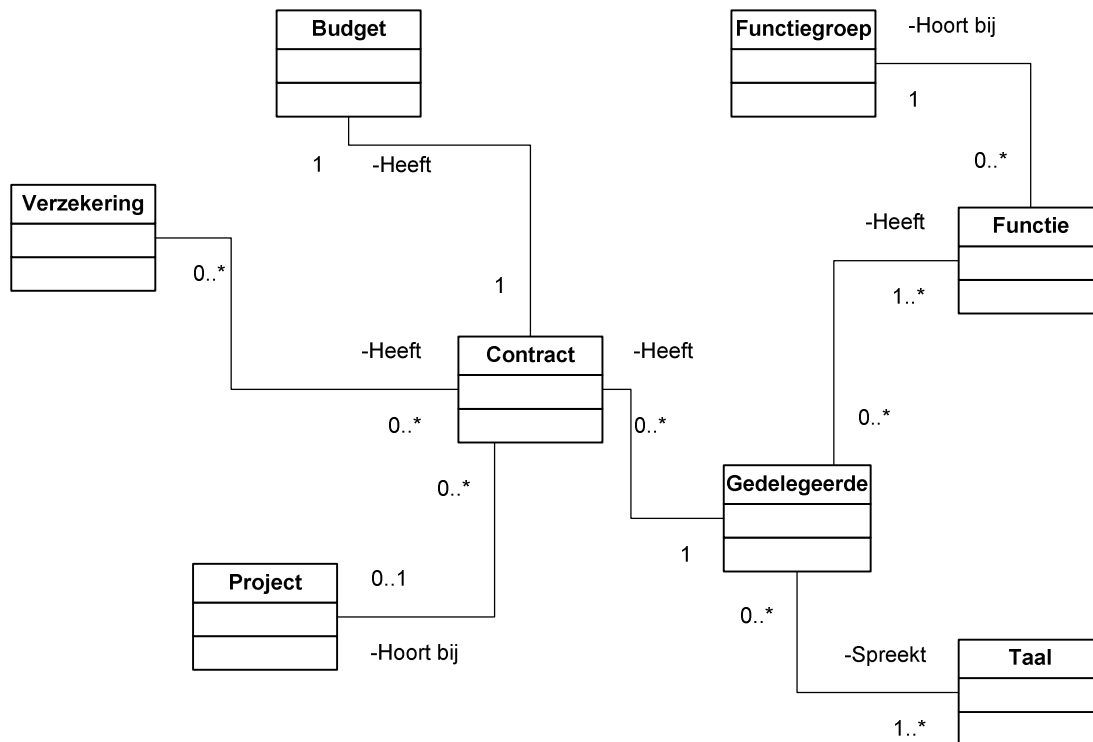 Budget
Functiegroep
-Hoort bij
1
0..*
1
-Heeft
Verzekering
0..*
-Heeft
Functie
1..*
1
-Heeft
Contract
-Heeft
0..*
0..*
0..*
0..*
Gedelegeerde
1
Project
0..1
-Hoort bij
0..*
-Spreekt
Taal
1..*